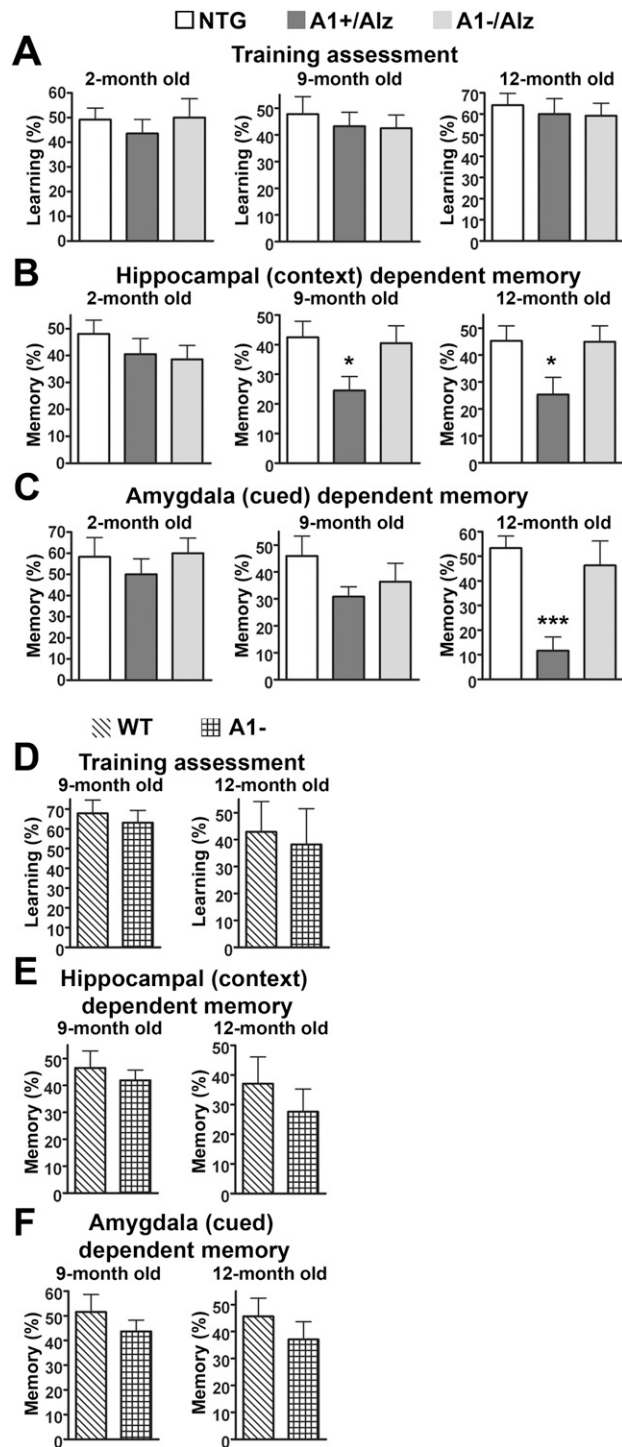 NTG A1+/Alz A1-/Alz
A
Training assessment
2-month old 9-month old 12-month old
Learning (%)
60
50
40
30
20
10
0
Learning (%)
50
40
30
20
10
0
Learning (%)
70
60
50
40
30
20
10
0
B
Hippocampal (context) dependent memory
2-month old 9-month old 12-month old
Memory (%)
50
40
30
20
10
0
Memory (%)
50
40
30
20
10
0
*
Memory (%)
50
40
30
20
10
0
*
C
Amygdala (cued) dependent memory
2-month old 9-month old 12-month old
Memory (%)
70
60
50
40
30
20
10
0
Memory (%)
50
40
30
20
10
0
Memory (%)
60
50
40
30
20
10
0
***
WT A1-
D
Training assessment
9-month old 12-month old
Learning (%)
70
60
50
40
30
20
10
0
Learning (%)
50
40
30
20
10
0
E
Hippocampal (context)
dependent memory
9-month old 12-month old
Memory (%)
50
40
30
20
10
0
Memory (%)
50
40
30
20
10
0
F
Amygdala (cued)
dependent memory
9-month old 12-month old
Memory (%)
60
50
40
30
20
10
0
Memory (%)
50
40
30
20
10
0